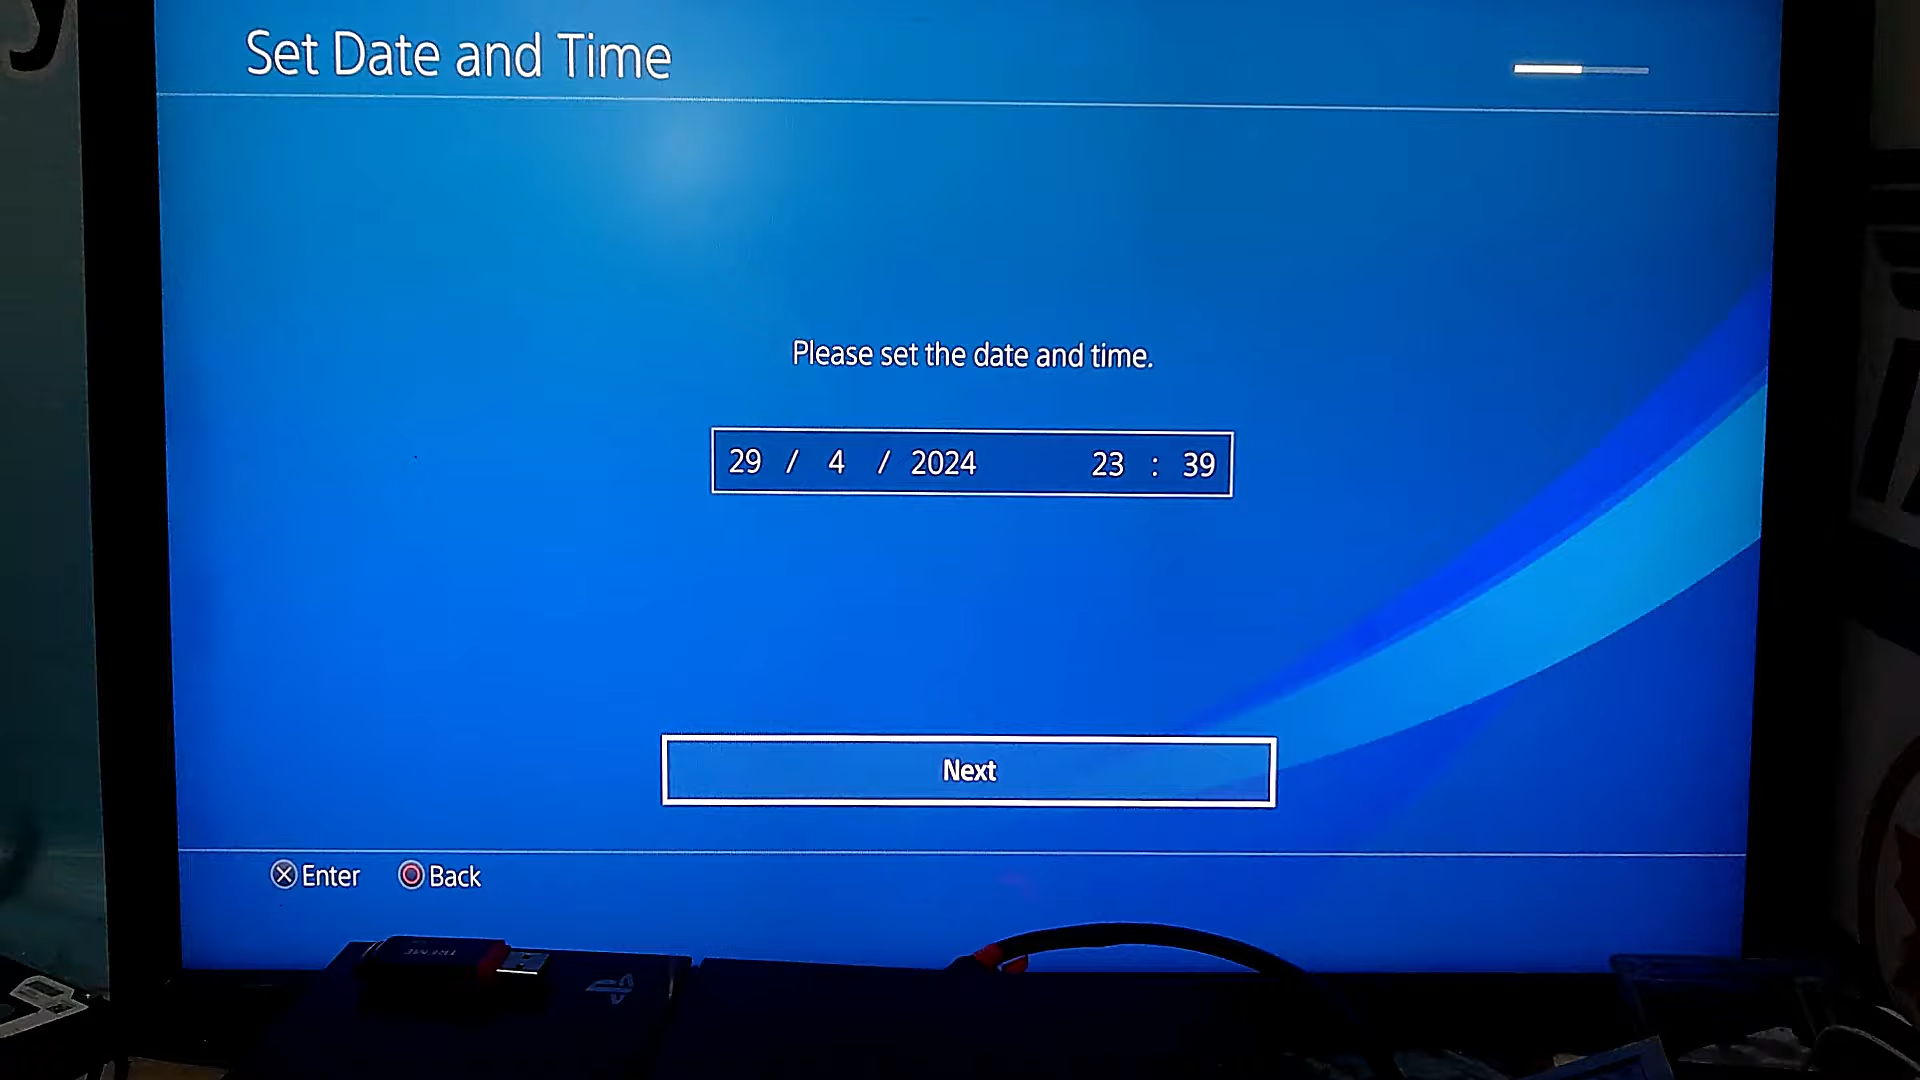 Set Date and Time
Please set the date and time.
29 / 4 / 2024 23 : 39
Next
Enter Back